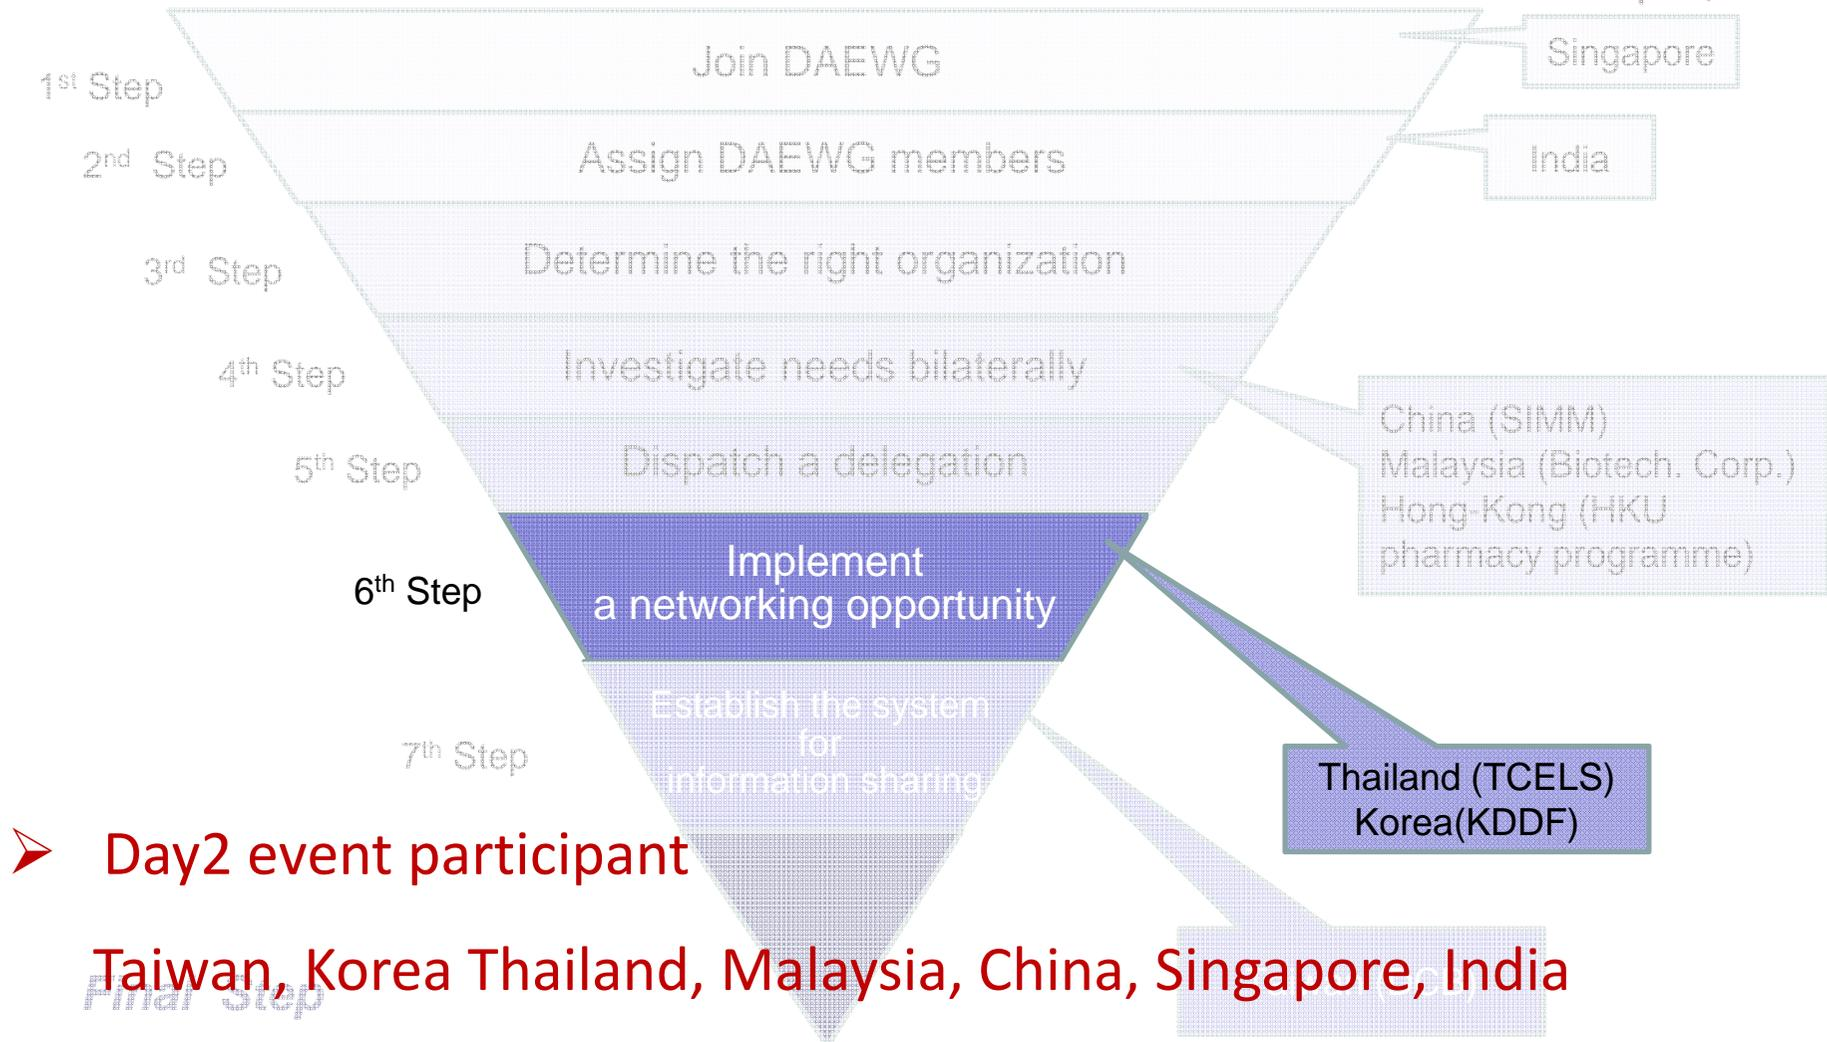 Join DAEWG
Singapore
1st Step
Assign DAEWG members
India
2nd Step
Determine the right organization
3rd Step
Investigate needs bilaterally
4th Step
China (SIMM)
Malaysia (Biotech. Corp.)
Hong-Kong (HKU
pharmacy programme)
Dispatch a delegation
5th Step
Implement
a networking opportunity
6th Step
Establish the system
for
information sharing
7th Step
Thailand (TCELS)
Korea(KDDF)
➢ Day2 event participant
Taiwan, Korea Thailand, Malaysia, China, Singapore, India
Final Step